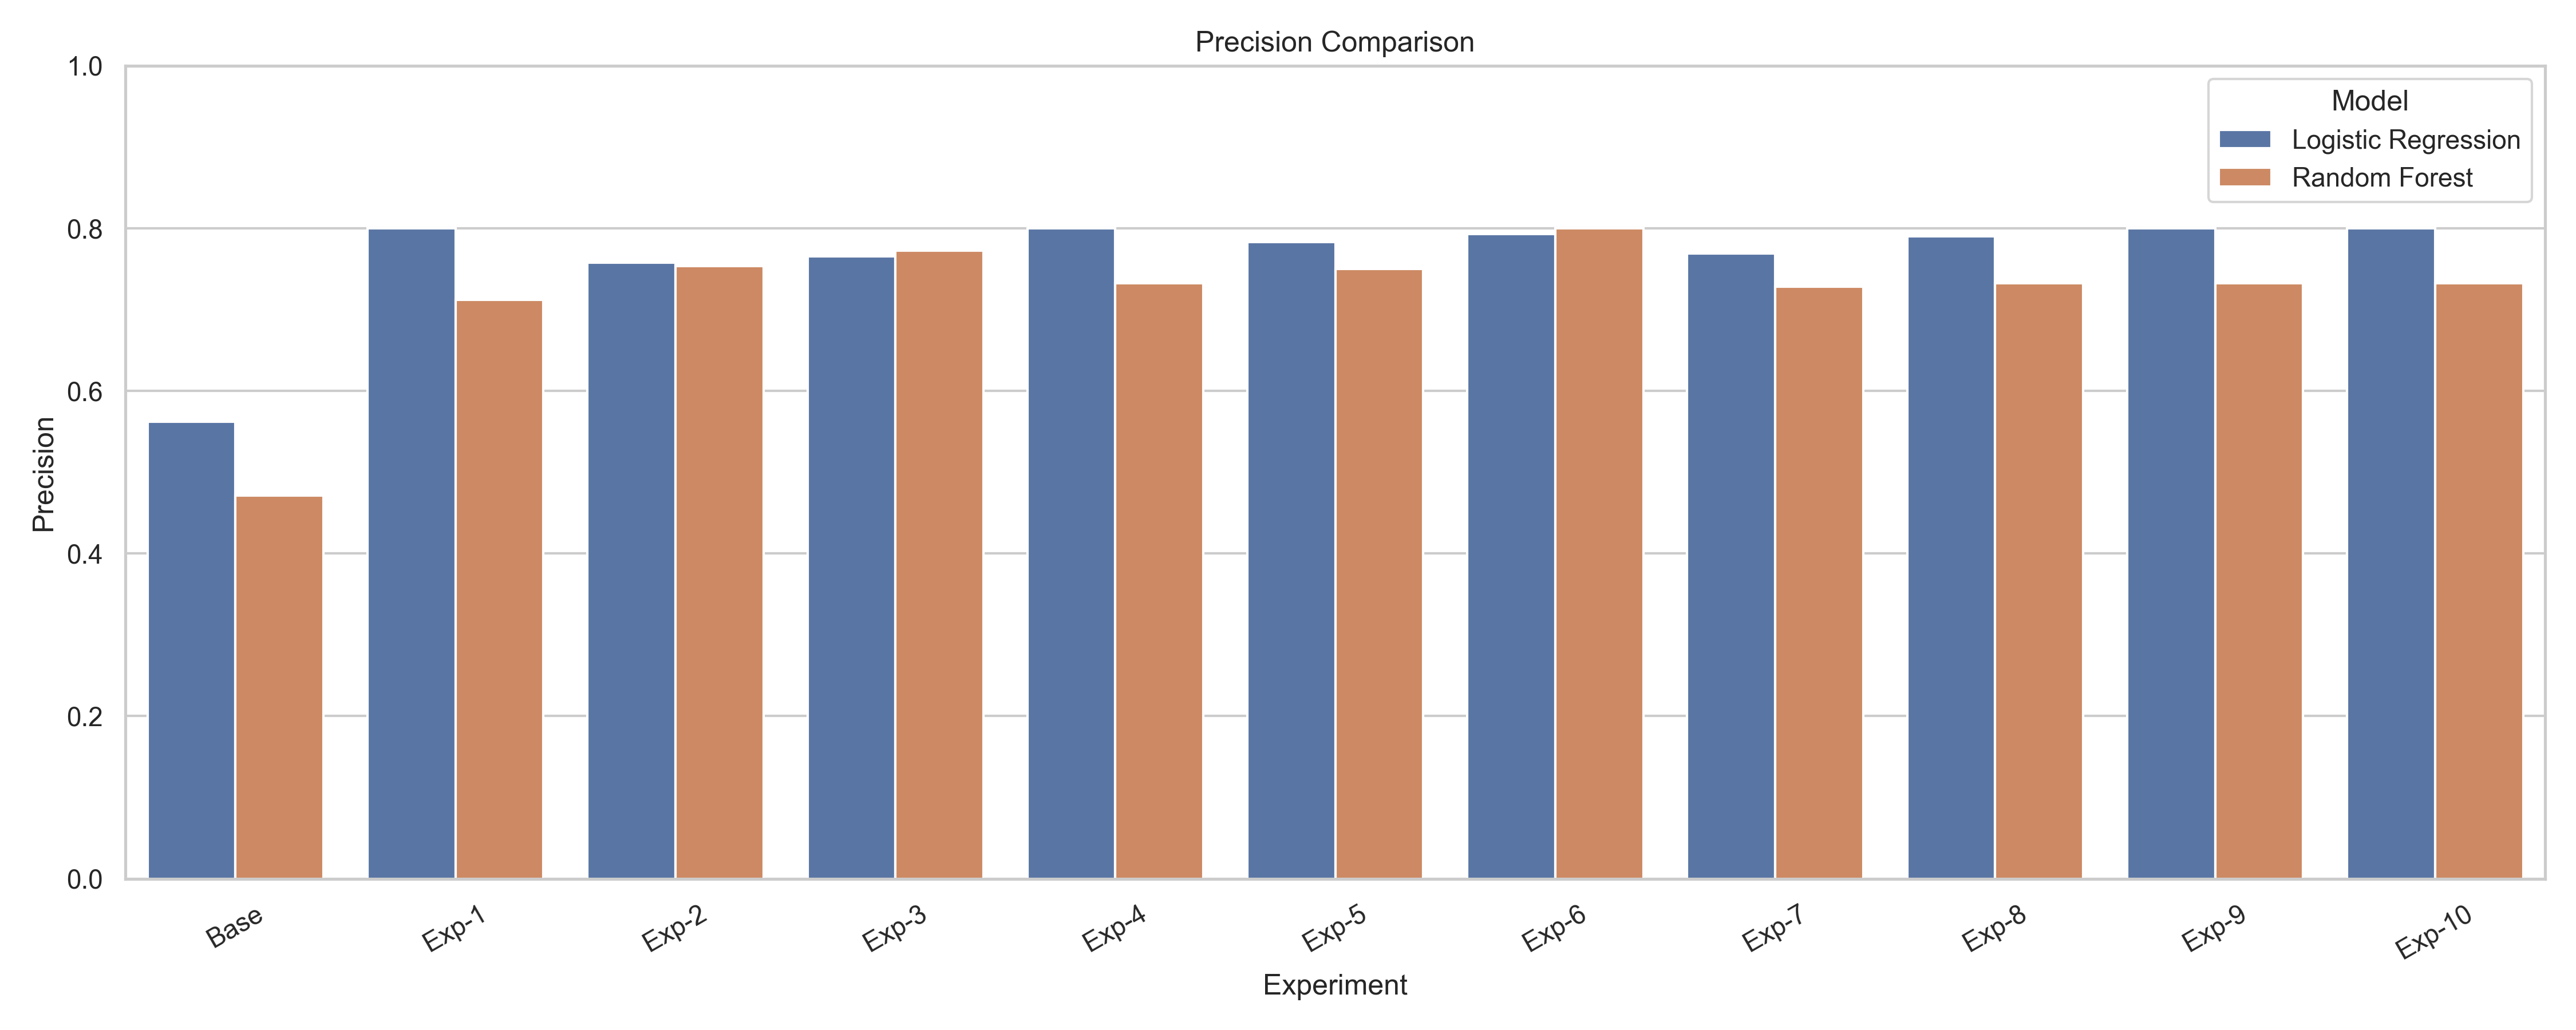 Precision Comparison
1.0
0.8
0.6
0.4
0.2
0.0
Precision
Model
Logistic Regression
Random Forest
Base
Exp-1
Exp-2
Exp-3
Exp-4
Exp-5
Exp-6
Exp-7
Exp-8
Exp-9
Exp-10
Experiment